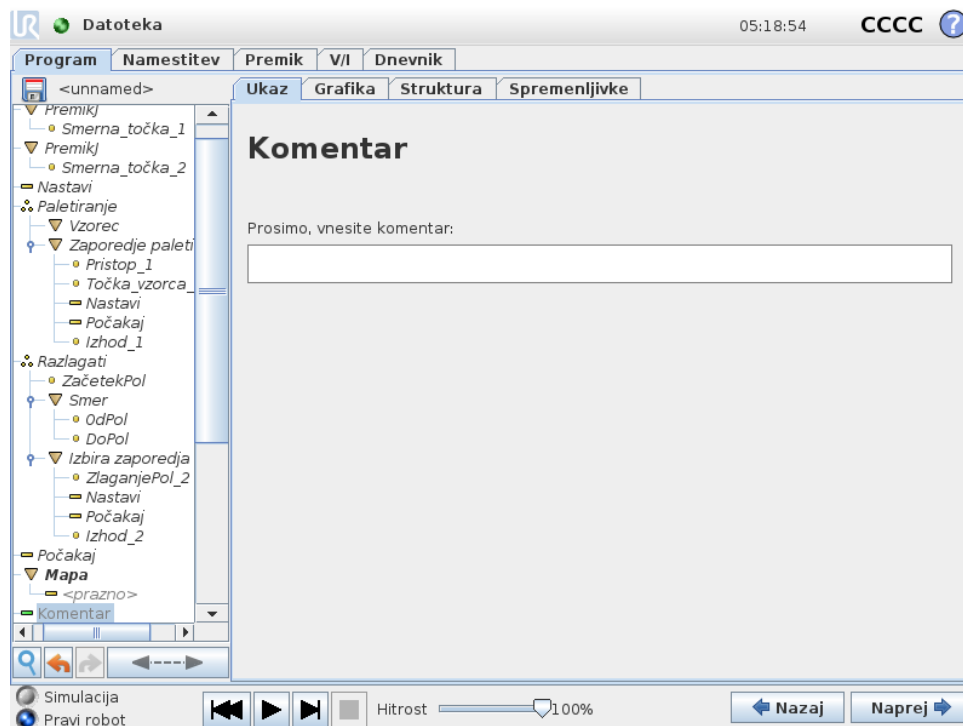 UR Datoteka 05:18:54 CCCC ?
Program Namestitev Premik V/I Dnevnik
<unnamed>
Ukaz Grafika Struktura Spremenljivke
PremikJ
Smerna_točka_1
PremikJ
Smerna_točka_2
Nastavi
Paletiranje
Vzorec
Zaporedje paleti
Pristop_1
Točka_vzorca_
Nastavi
Počakaj
Izhod_1
Razlagati
ZačetekPol
Smer
OdPol
DoPol
Izbira zaporedja
ZlaganjePol_2
Nastavi
Počakaj
Izhod_2
Počakaj
Mapa
<prazno>
Komentar
Komentar
Prosimo, vnesite komentar:
Simulacija
Pravi robot
Hitrost 100%
Nazaj
Naprej